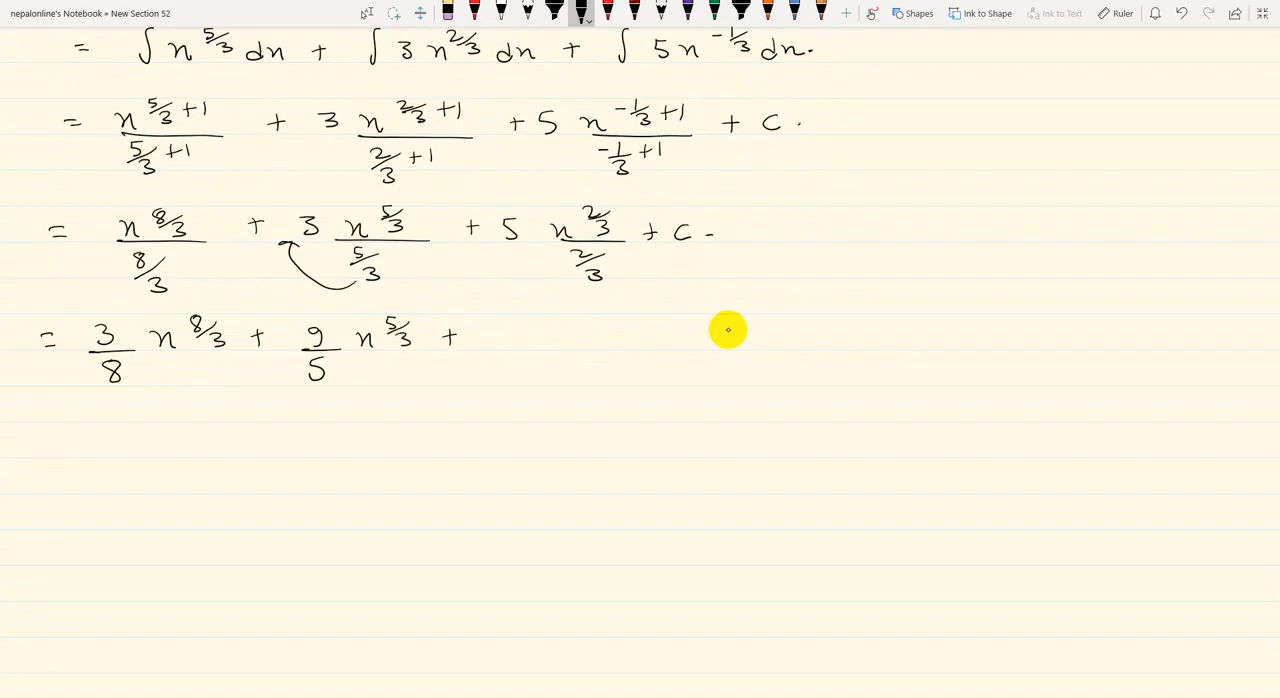 nepalonline's Notebook » New Section 52
Shapes Ink to Shape Ink to Text Ruler
= ∫ x^{5/3} dx + ∫ 3x^{2/3} dx + ∫ 5x^{-1/3} dx.
= x^{5/3 + 1} / (5/3 + 1) + 3 x^{2/3 + 1} / (2/3 + 1) + 5 x^{-1/3 + 1} / (-1/3 + 1) + c.
= x^{8/3} / (8/3) + 3 x^{5/3} / (5/3) + 5 x^{2/3} / (2/3) + c -
= 3/8 x^{8/3} + 9/5 x^{5/3} +